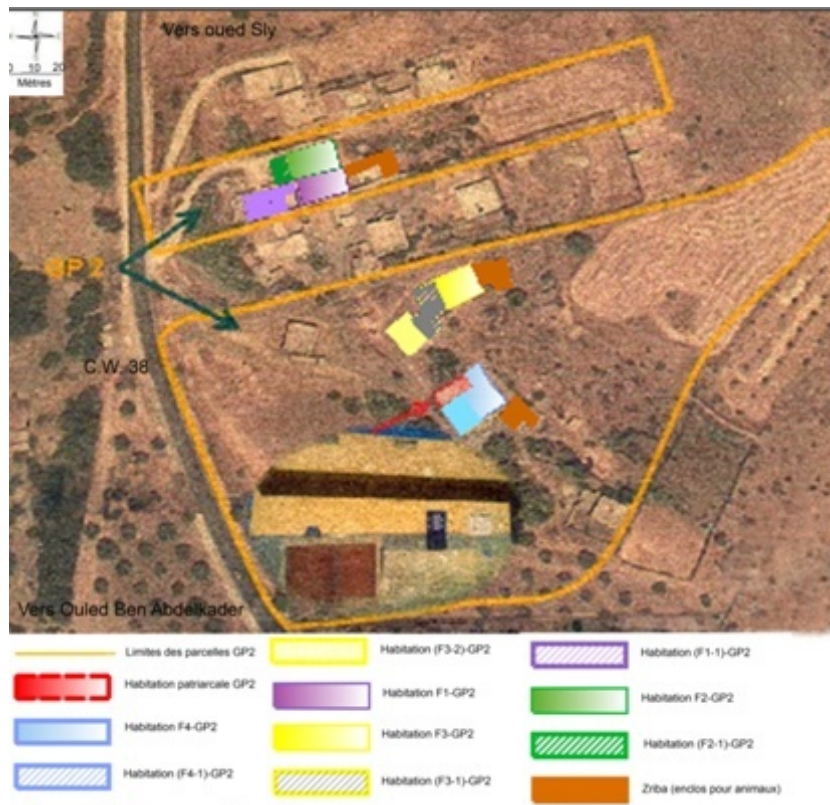 Vers oued Sly
0 10 20
Mètres
GP 2
C.W. 38
Vers Ouled Ben Abdelkader
Limites des parcelles GP2
Habitation patriarcale GP2
Habitation F4-GP2
Habitation (F4-1)-GP2
Habitation (F3-2)-GP2
Habitation F1-GP2
Habitation F3-GP2
Habitation (F3-1)-GP2
Habitation (F1-1)-GP2
Habitation F2-GP2
Habitation (F2-1)-GP2
Zriba (enclos pour animaux)